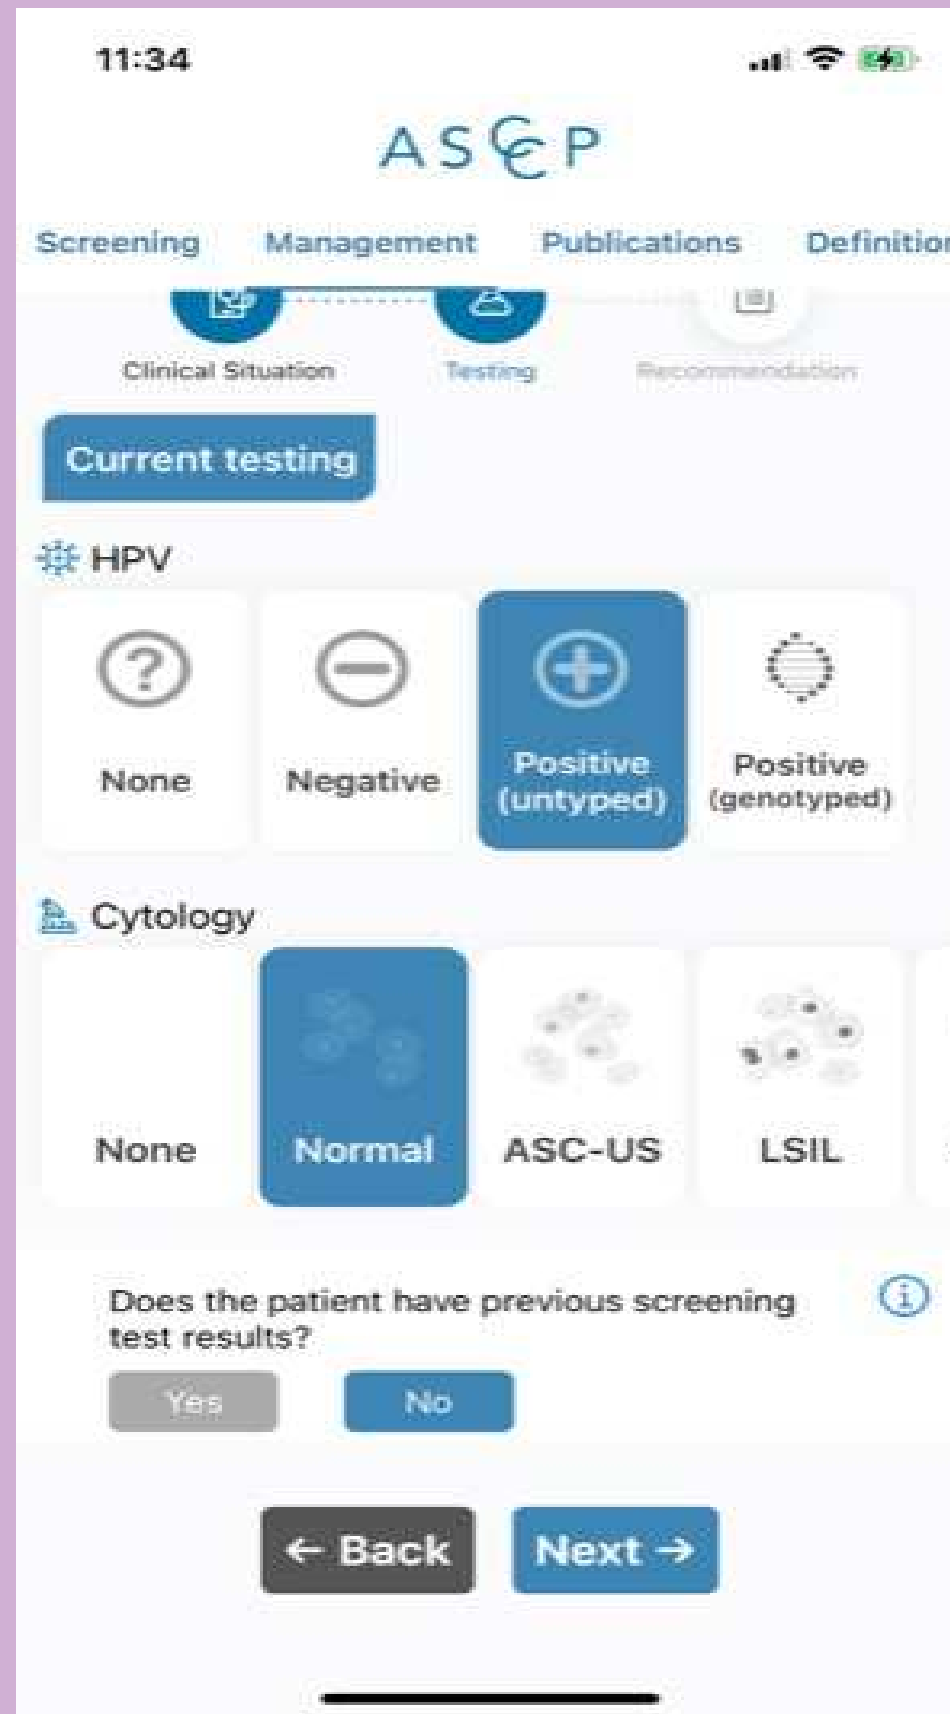 11:34
ASCCP
Screening Management Publications Definition
Clinical Situation Testing Recommendation
Current testing
HPV
None Negative Positive (untyped) Positive (genotyped)
Cytology
None Normal ASC-US LSIL
Does the patient have previous screening
test results?
Yes No
← Back Next →